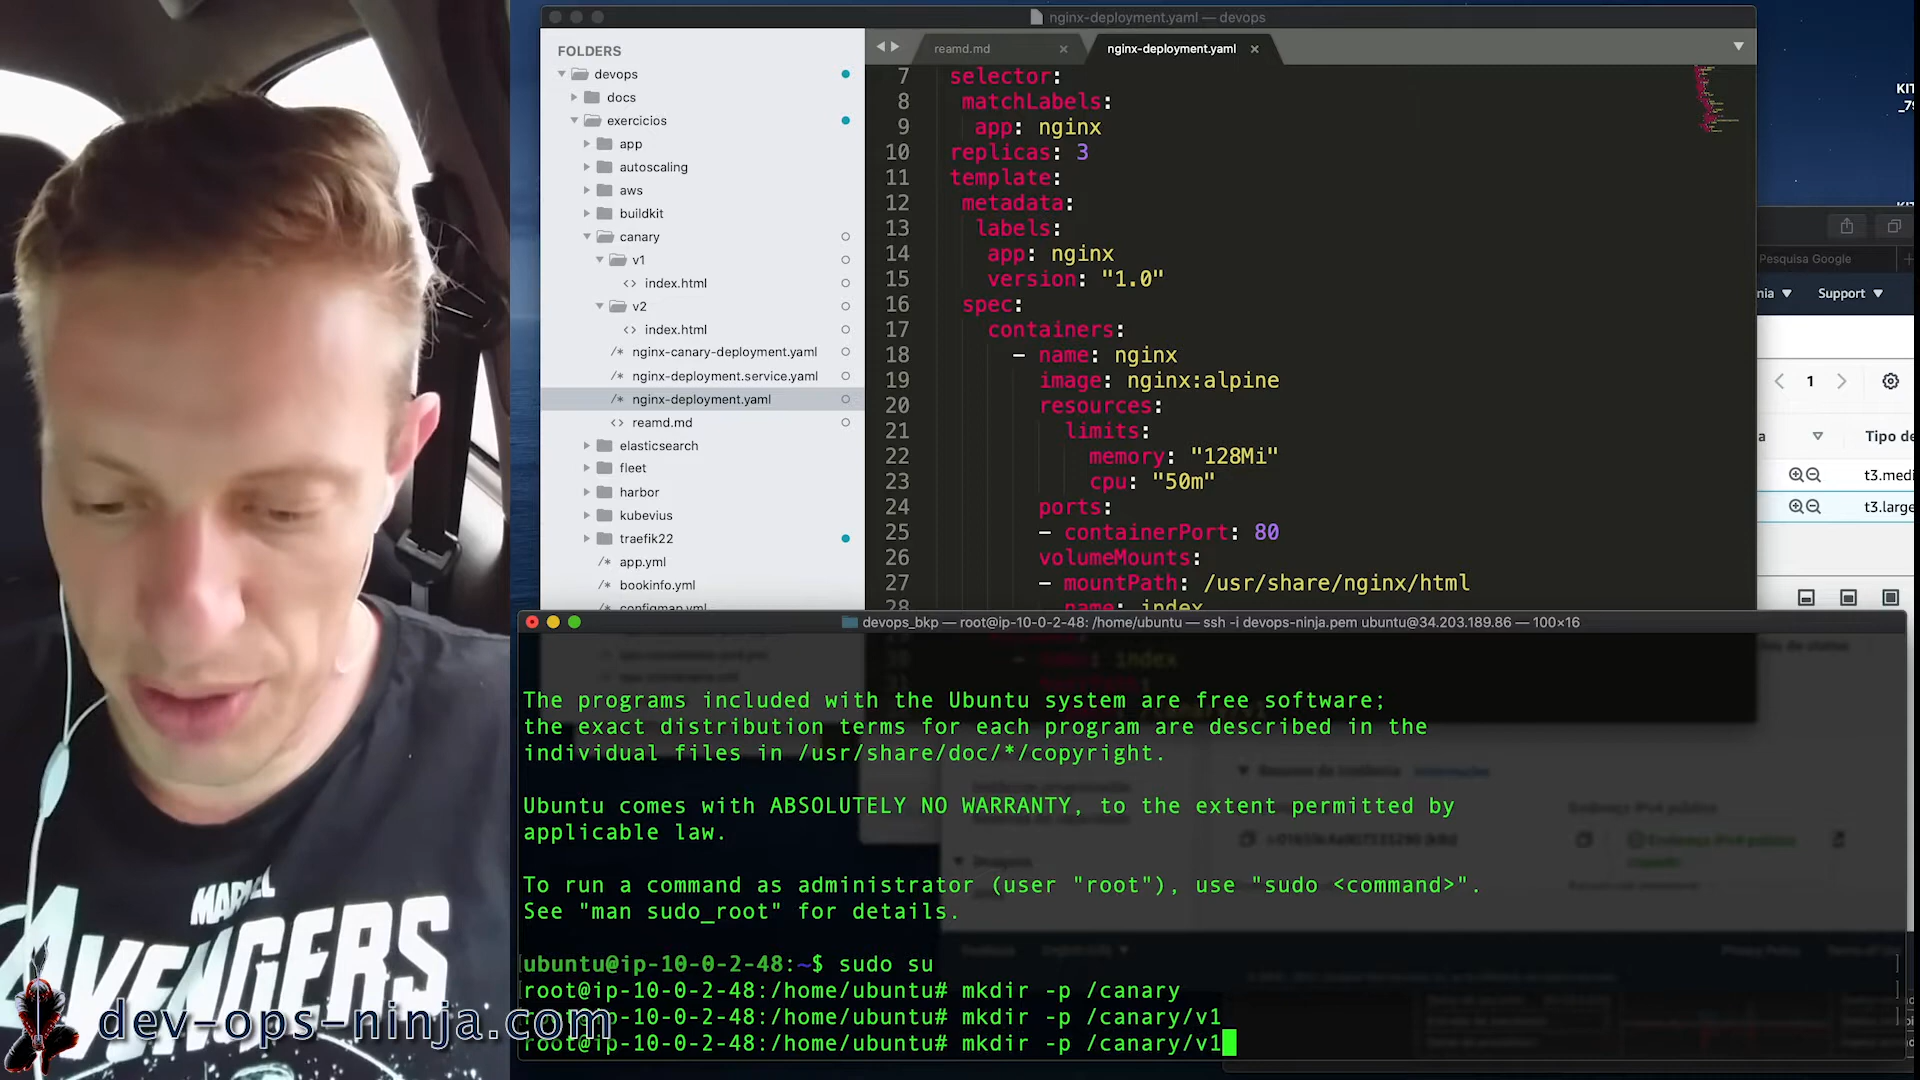 nginx-deployment.yaml — devops
FOLDERS
devops
docs
exercicios
app
autoscaling
aws
buildkit
canary
v1
index.html
v2
index.html
nginx-canary-deployment.yaml
nginx-deployment.service.yaml
nginx-deployment.yaml
reamd.md
elasticsearch
fleet
harbor
kubevius
traefik22
app.yml
bookinfo.yml
configmap.yml
reamd.md
nginx-deployment.yaml
7 selector:
8 matchLabels:
9 app: nginx
10 replicas: 3
11 template:
12 metadata:
13 labels:
14 app: nginx
15 version: "1.0"
16 spec:
17 containers:
18 - name: nginx
19 image: nginx:alpine
20 resources:
21 limits:
22 memory: "128Mi"
23 cpu: "50m"
24 ports:
25 - containerPort: 80
26 volumeMounts:
27 - mountPath: /usr/share/nginx/html
28 name: index
Pesquisa Google
Support
1
Tipo de
t3.medi
t3.large
devops_bkp — root@ip-10-0-2-48: /home/ubuntu — ssh -i devops-ninja.pem ubuntu@34.203.189.86 — 100×16
The programs included with the Ubuntu system are free software;
the exact distribution terms for each program are described in the
individual files in /usr/share/doc/*/copyright.
Ubuntu comes with ABSOLUTELY NO WARRANTY, to the extent permitted by
applicable law.
To run a command as administrator (user "root"), use "sudo <command>".
See "man sudo_root" for details.
ubuntu@ip-10-0-2-48:~$ sudo su
root@ip-10-0-2-48:/home/ubuntu# mkdir -p /canary
root@ip-10-0-2-48:/home/ubuntu# mkdir -p /canary/v1
root@ip-10-0-2-48:/home/ubuntu# mkdir -p /canary/v1
MARVEL
AVENGERS
dev-ops-ninja.com